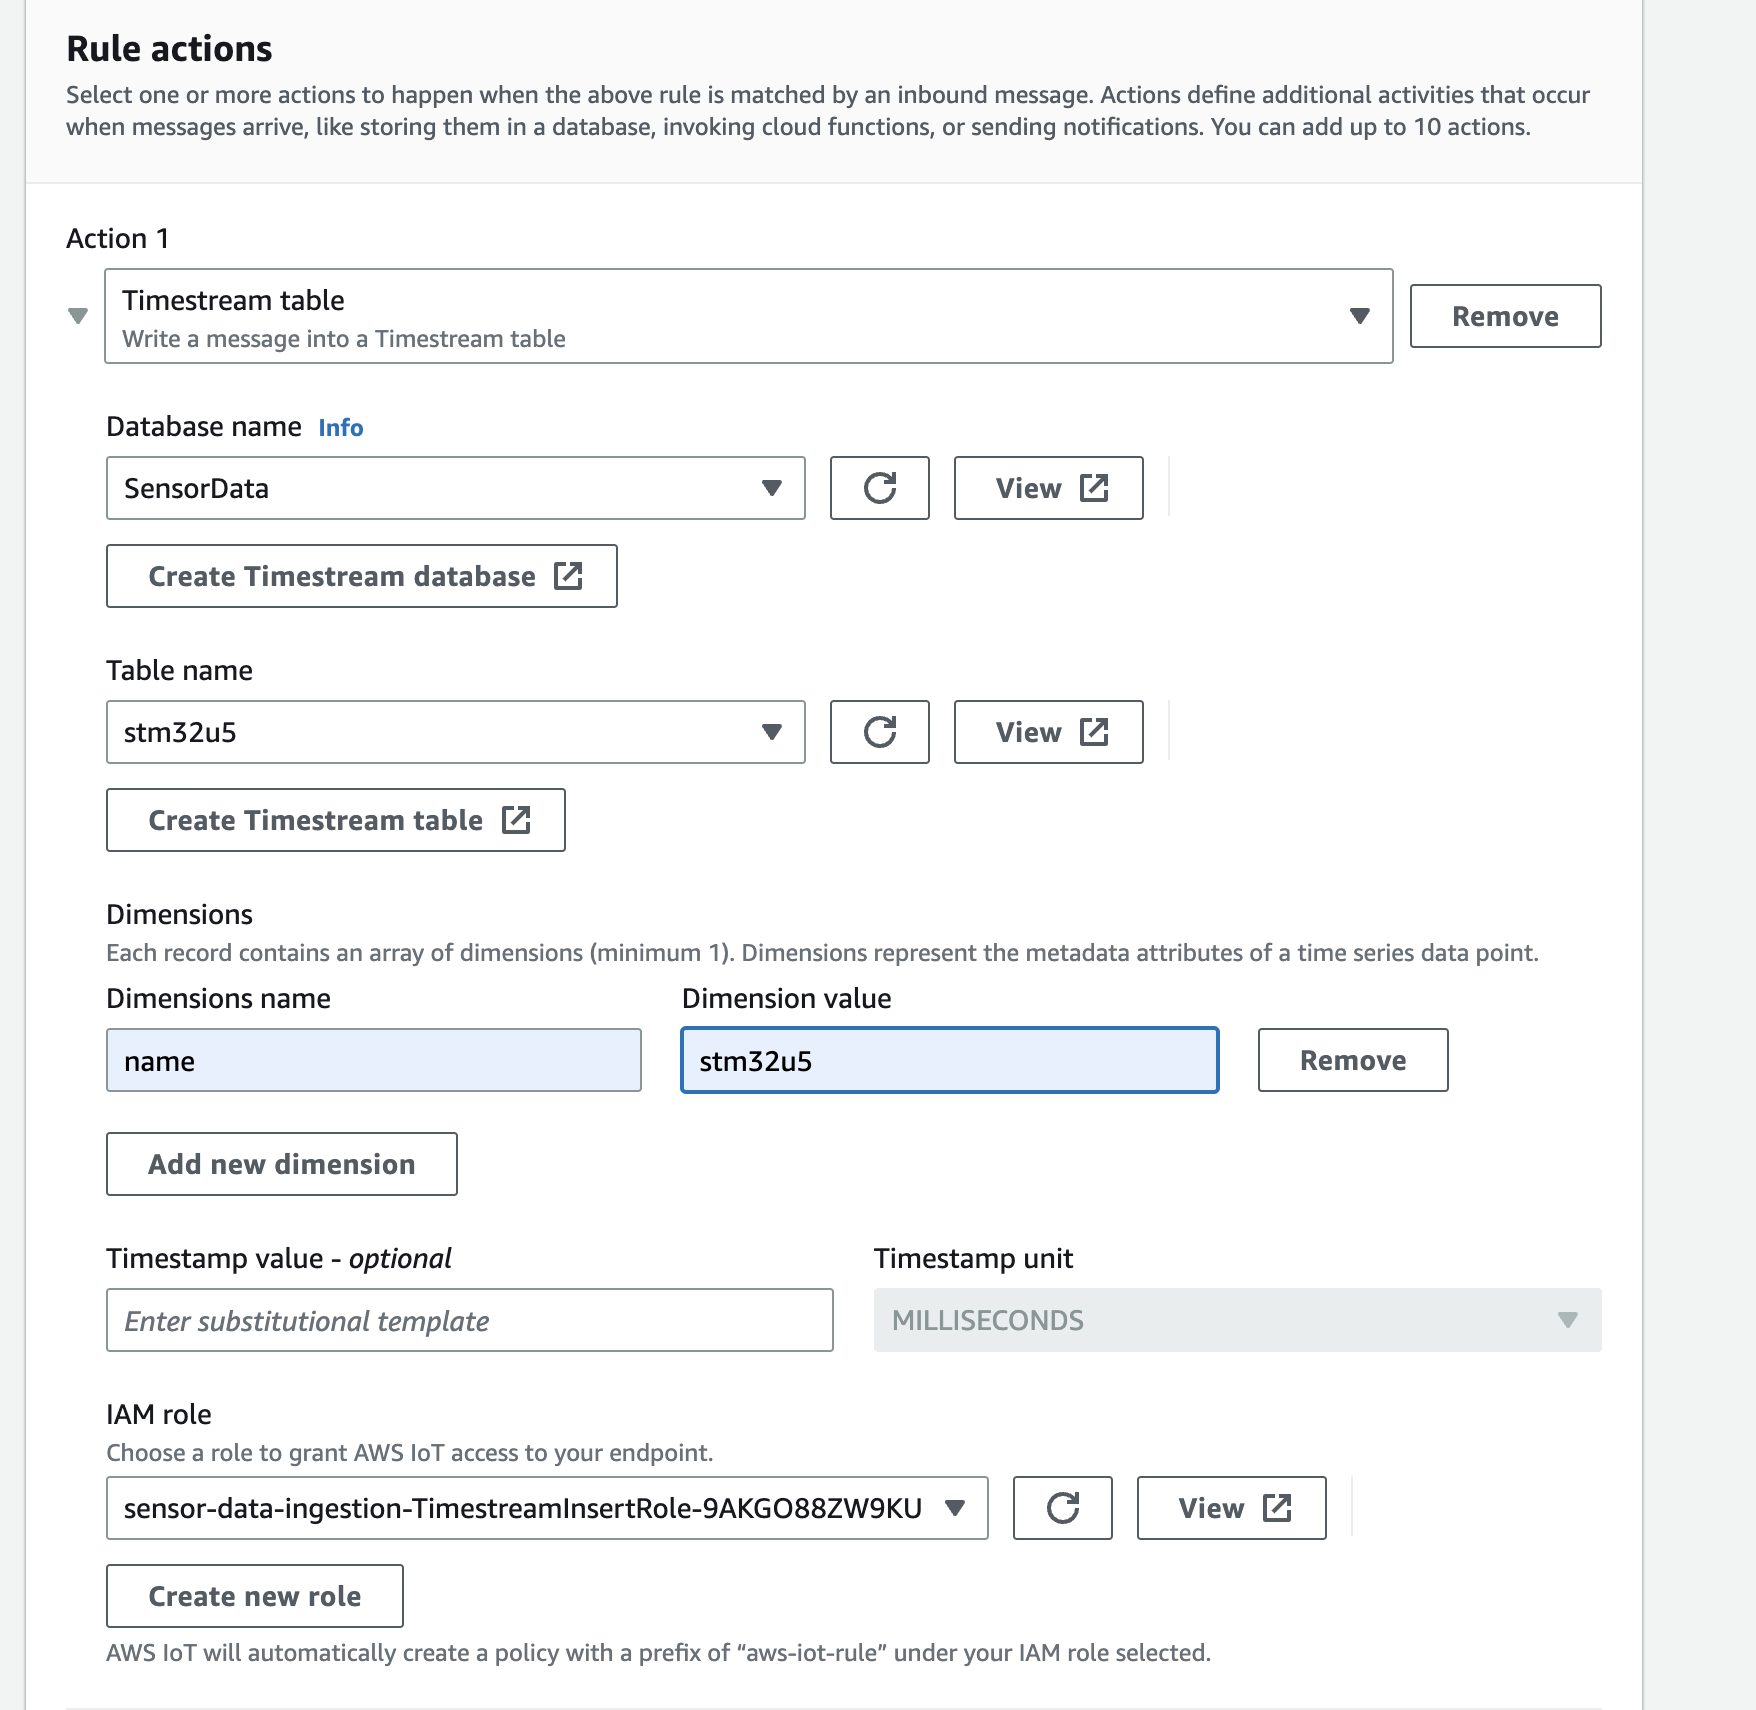 Rule actions
Select one or more actions to happen when the above rule is matched by an inbound message. Actions define additional activities that occur
when messages arrive, like storing them in a database, invoking cloud functions, or sending notifications. You can add up to 10 actions.
Action 1
Timestream table
Write a message into a Timestream table
Remove
Database name Info
SensorData
View
Create Timestream database
Table name
stm32u5
View
Create Timestream table
Dimensions
Each record contains an array of dimensions (minimum 1). Dimensions represent the metadata attributes of a time series data point.
Dimensions name Dimension value
name stm32u5 Remove
Add new dimension
Timestamp value - optional Timestamp unit
Enter substitutional template MILLISECONDS
IAM role
Choose a role to grant AWS IoT access to your endpoint.
sensor-data-ingestion-TimestreamInsertRole-9AKGO88ZW9KU View
Create new role
AWS IoT will automatically create a policy with a prefix of “aws-iot-rule” under your IAM role selected.